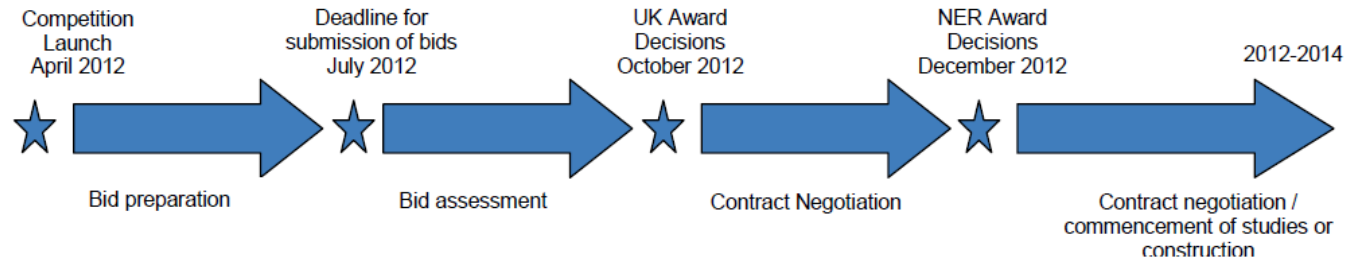 Competition
Launch
April 2012
Deadline for
submission of bids
July 2012
UK Award
Decisions
October 2012
NER Award
Decisions
December 2012
2012-2014
Bid preparation
Bid assessment
Contract Negotiation
Contract negotiation /
commencement of studies or
construction